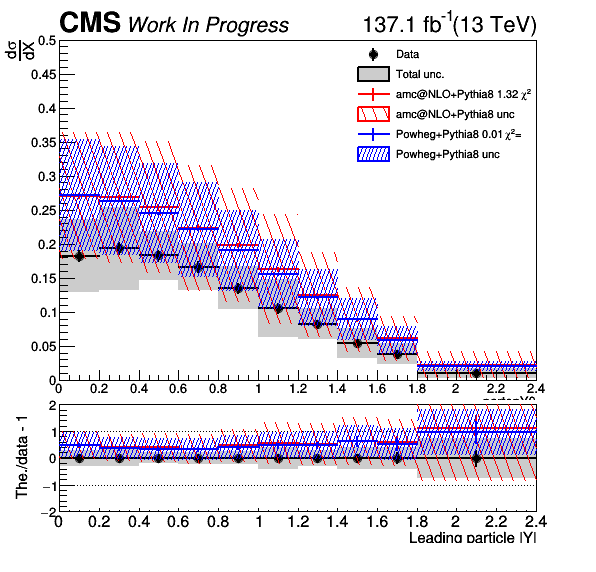 CMS Work In Progress 137.1 fb-1(13 TeV)
dσ
dX
0.5
Data
0.45
Total unc.
0.4
amc@NLO+Pythia8 1.32 χ²
amc@NLO+Pythia8 unc
0.35
Powheg+Pythia8 0.01 χ²=
Powheg+Pythia8 unc
0.3
0.25
0.2
0.15
0.1
0.05
0
0 0.2 0.4 0.6 0.8 1 1.2 1.4 1.6 1.8 2 2.2 2.4
The./data - 1
2
1
0
−1
−2
0 0.2 0.4 0.6 0.8 1 1.2 1.4 1.6 1.8 2 2.2 2.4
Leading particle |Y|